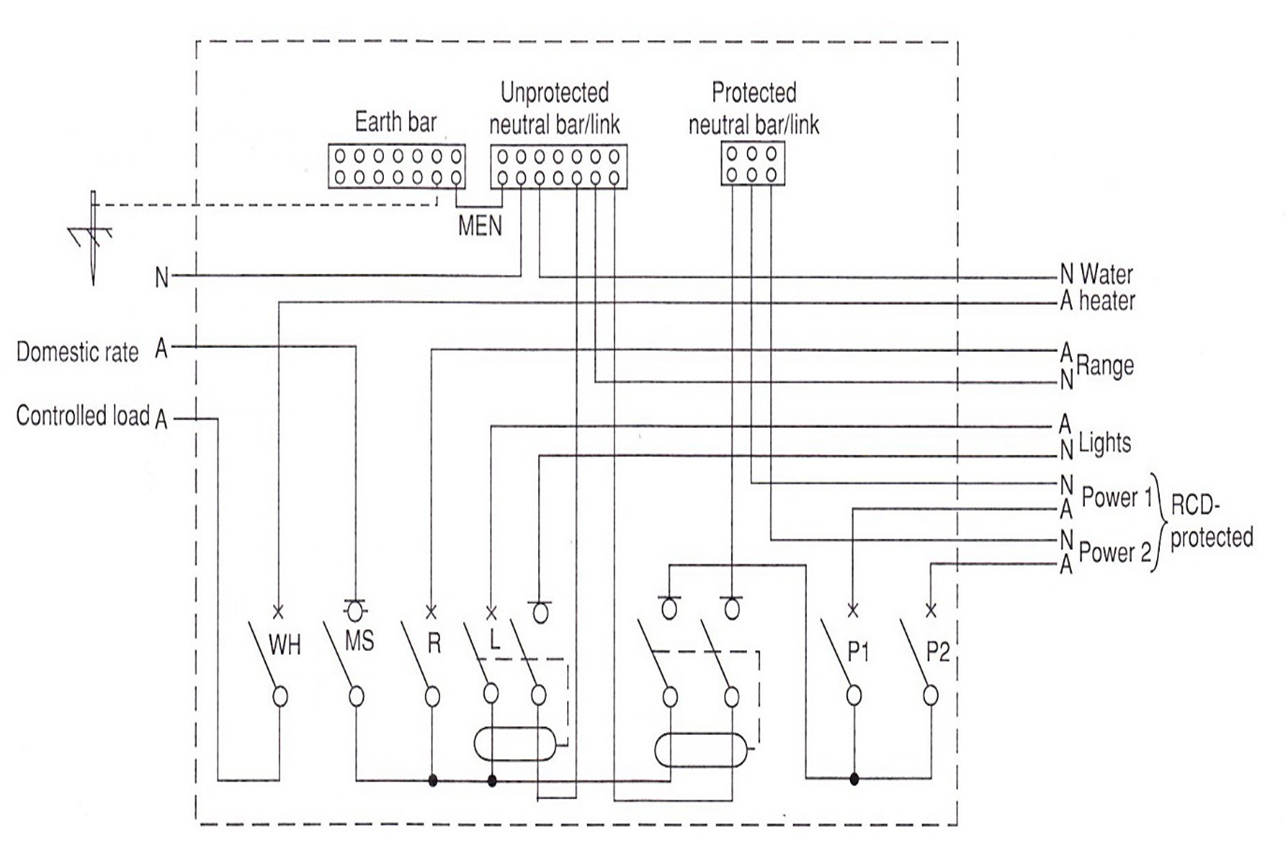 Unprotected
neutral bar/link
Protected
neutral bar/link
Earth bar
MEN
N
N Water
A heater
Domestic rate A
A
Range
N
Controlled load A
A
Lights
N
N
Power 1
A
N
Power 2
A
RCD-
protected
WH
MS
R
L
P1
P2